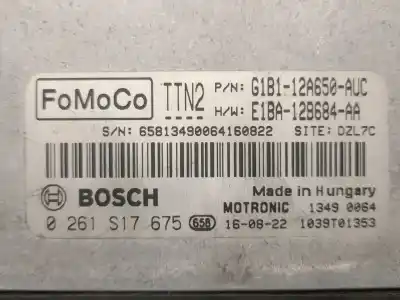 FoMoCo TTN2 P/N: G1B1-12A650-AUC
H/W: E1BA-12B684-AA
S/N: 65813490064160822 SITE: DZL7C
BOSCH Made in Hungary
MOTRONIC 1349 0064
0 261 S17 675 658 16-08-22 1039T01353